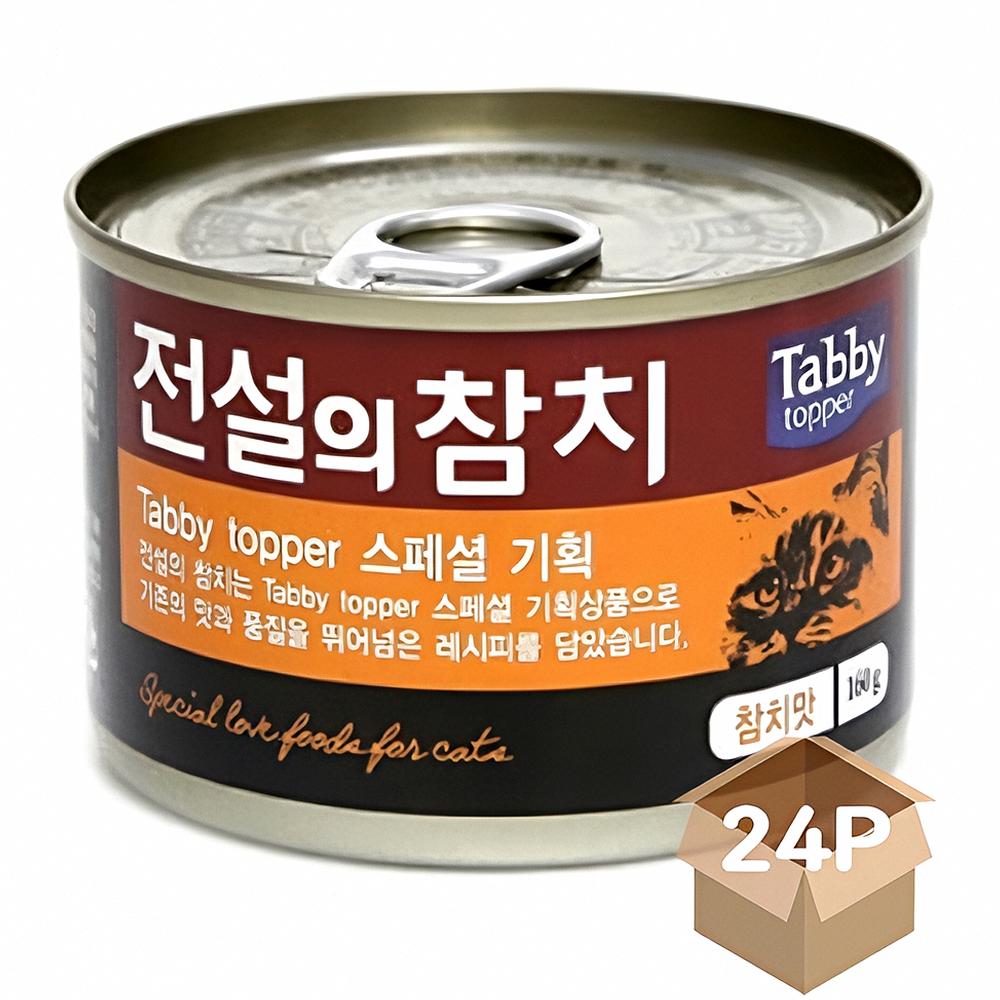 전설의참치
Tabby
topper
Tabby topper 스페셜 기획
전설의 참치는 Tabby topper 스페셜 기획상품으로
기존의 맛과 품질을 뛰어넘은 레시피를 담았습니다.
Special love foods for cats
참치맛
160g
24P